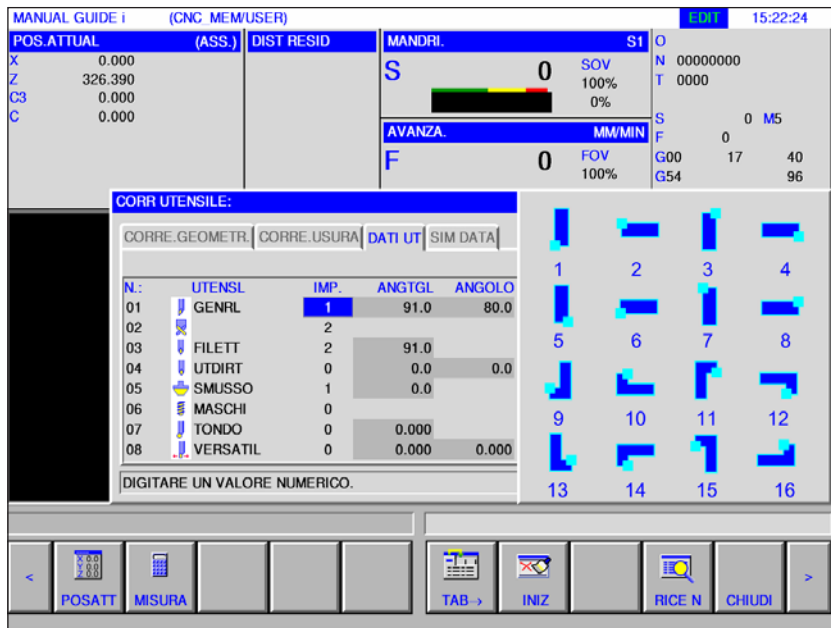 MANUAL GUIDE i (CNC_MEM/USER) EDIT 15:22:24
POS.ATTUAL (ASS.) DIST RESID MANDRI. S1 O
X 0.000 N 00000000
Z 326.390 S 0 SOV T 0000
C3 0.000 100%
C 0.000 0%
S 0 M5
AVANZA. MM/MIN F 0
F 0 FOV G00 17 40
100% G54 96
CORR UTENSILE:
CORRE.GEOMETR. CORRE.USURA DATI UT SIM DATA
1 2 3 4
N.: UTENSL IMP. ANGTGL ANGOLO
01 GENRL 1 91.0 80.0
02 2
03 FILETT 2 91.0
5 6 7 8
04 UTDIRT 0 0.0 0.0
05 SMUSSO 1 0.0
06 MASCHI 0
9 10 11 12
07 TONDO 0 0.000
08 VERSATIL 0 0.000 0.000
DIGITARE UN VALORE NUMERICO.
13 14 15 16
< POSATT MISURA TAB→ INIZ RICE N CHIUDI >